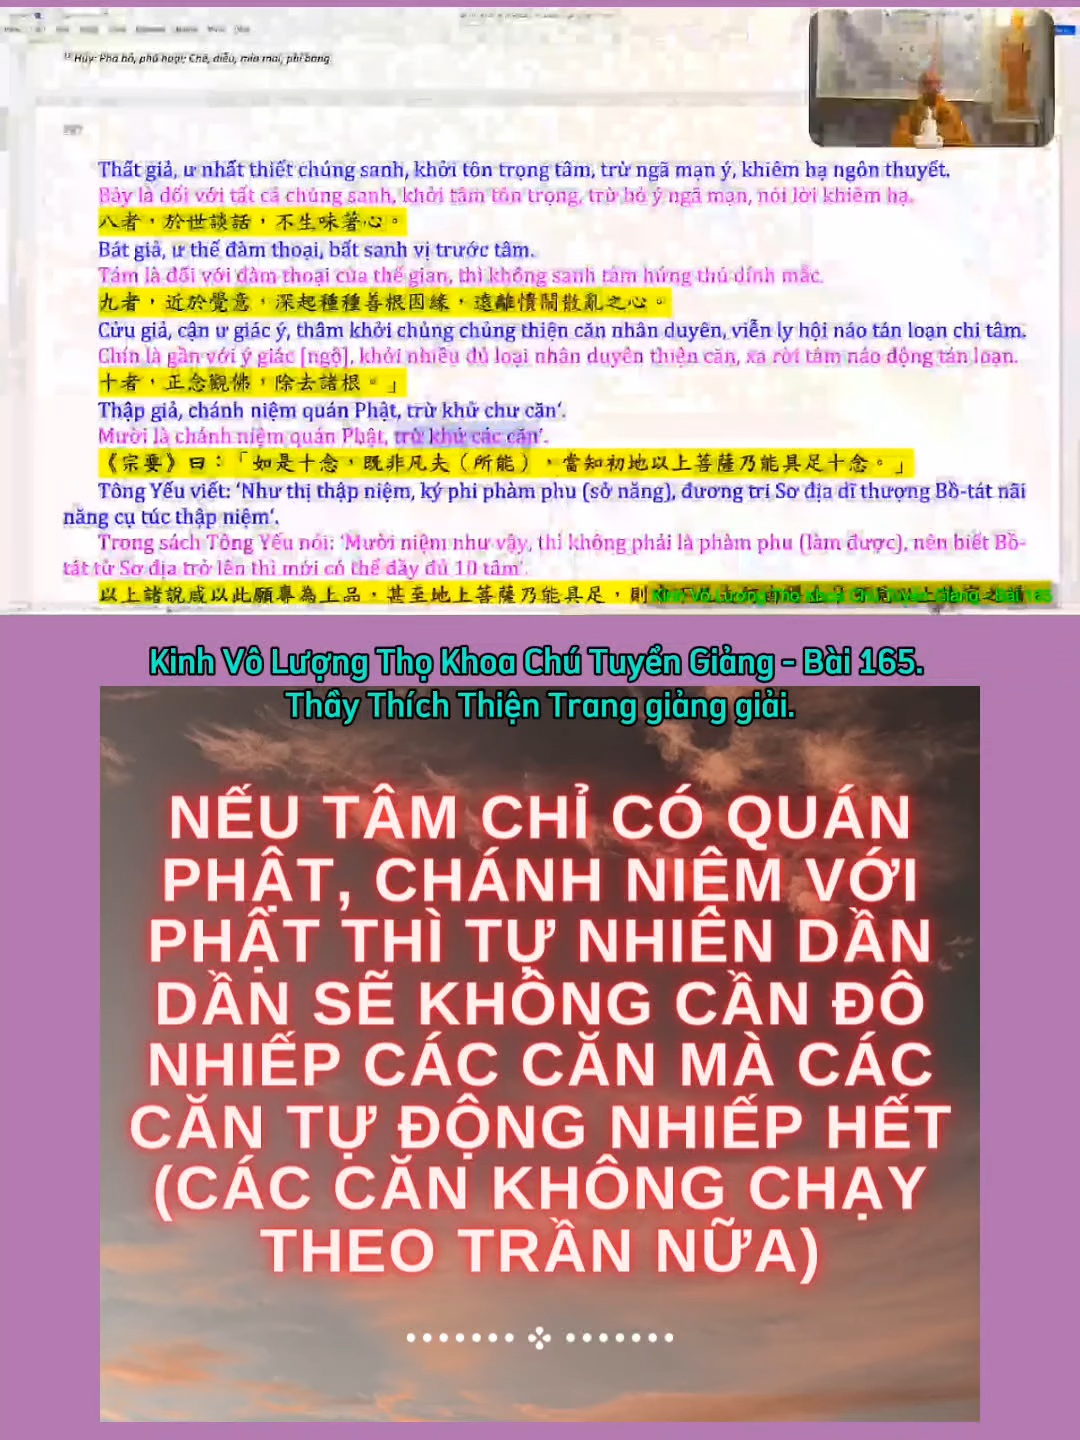 ¹² Hủy: Phá bỏ, phá hoại; Chê, diễu, mỉa mai, phỉ báng
Thất giả, ư nhất thiết chúng sanh, khởi tôn trọng tâm, trừ ngã mạn ý, khiêm hạ ngôn thuyết.
Bảy là đối với tất cả chúng sanh, khởi tâm tôn trọng, trừ bỏ ý ngã mạn, nói lời khiêm hạ.
八者，於世談話，不生味著心。
Bát giả, ư thế đàm thoại, bất sanh vị trước tâm.
Tám là đối với đàm thoại của thế gian, thì không sanh tâm hứng thú dính mắc.
九者，近於覺意，深起種種善根因緣，遠離憒鬧散亂之心。
Cửu giả, cận ư giác ý, thâm khởi chủng chủng thiện căn nhân duyên, viễn ly hội náo tán loạn chi tâm.
Chín là gần với ý giác [ngộ], khởi nhiều đủ loại nhân duyên thiện căn, xa rời tâm náo động tán loạn.
十者，正念觀佛，除去諸根。」
Thập giả, chánh niệm quán Phật, trừ khử chư căn‘.
Mười là chánh niệm quán Phật, trừ khử các căn‘.
《宗要》曰：「如是十念，既非凡夫（所能），當知初地以上菩薩乃能具足十念。」
Tông Yếu viết: ‘Như thị thập niệm, ký phi phàm phu (sở năng), đương tri Sơ địa dĩ thượng Bồ-tát nãi
năng cụ túc thập niệm‘.
Trong sách Tông Yếu nói: ‘Mười niệm như vậy, thì không phải là phàm phu (làm được), nên biết Bồ-
tát từ Sơ địa trở lên thì mới có thể đầy đủ 10 tâm‘.
以上諸說咸以此願專為上品，甚至地上菩薩乃能具足，則
Kinh Vô Lượng Thọ Khoa Chú Tuyển Giảng - Bài 165.
Thầy Thích Thiện Trang giảng giải.
NẾU TÂM CHỈ CÓ QUÁN
PHẬT, CHÁNH NIỆM VỚI
PHẬT THÌ TỰ NHIÊN DẦN
DẦN SẼ KHÔNG CẦN ĐÔ
NHIẾP CÁC CĂN MÀ CÁC
CĂN TỰ ĐỘNG NHIẾP HẾT
(CÁC CĂN KHÔNG CHẠY
THEO TRẦN NỮA)